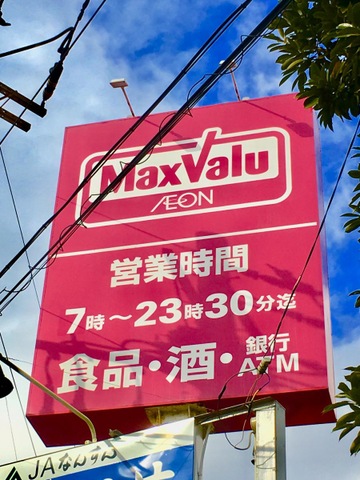 MaxValu
ÆON
営業時間
7時～23時30分迄
食品・酒・銀行ATM
JAなんすん